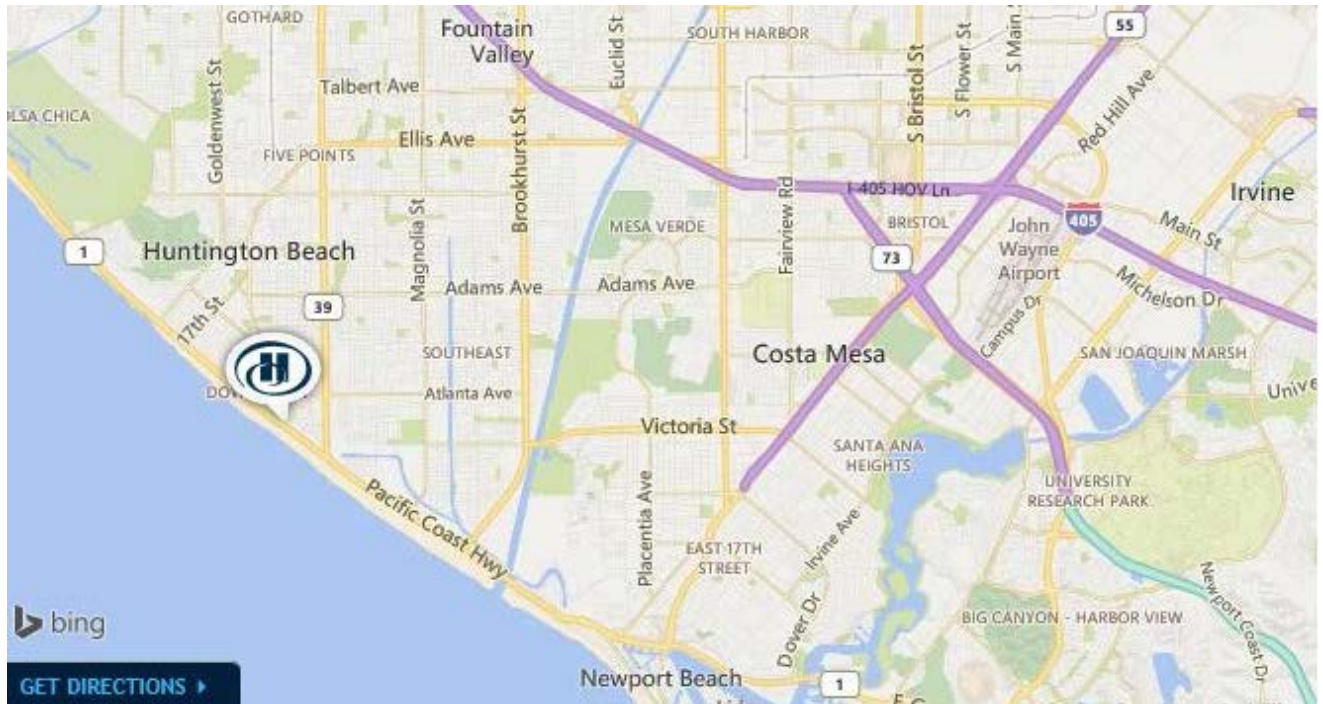 GOTHARD
Fountain
Valley
Euclid St
SOUTH HARBOR
S Bristol St
S Flower St
S Main St
55
Goldenwest St
Talbert Ave
Red Hill Ave
LSA CHICA
Ellis Ave
Brookhurst St
FIVE POINTS
I-405 HOV Ln
Irvine
1
Huntington Beach
Magnolia St
MESA VERDE
Fairview Rd
BRISTOL
John
Wayne
Airport
405
Main St
73
17th St
39
Adams Ave
Adams Ave
Michelson Dr
Campus Dr
H
SOUTHEAST
Costa Mesa
SAN JOAQUIN MARSH
Atlanta Ave
Victoria St
SANTA ANA
HEIGHTS
Pacific Coast Hwy
Placentia Ave
UNIVERSITY
RESEARCH PARK
EAST 17TH
STREET
Irvine Ave
Dover Dr
Newport Coast Dr
BIG CANYON - HARBOR VIEW
bing
Newport Beach
1
GET DIRECTIONS